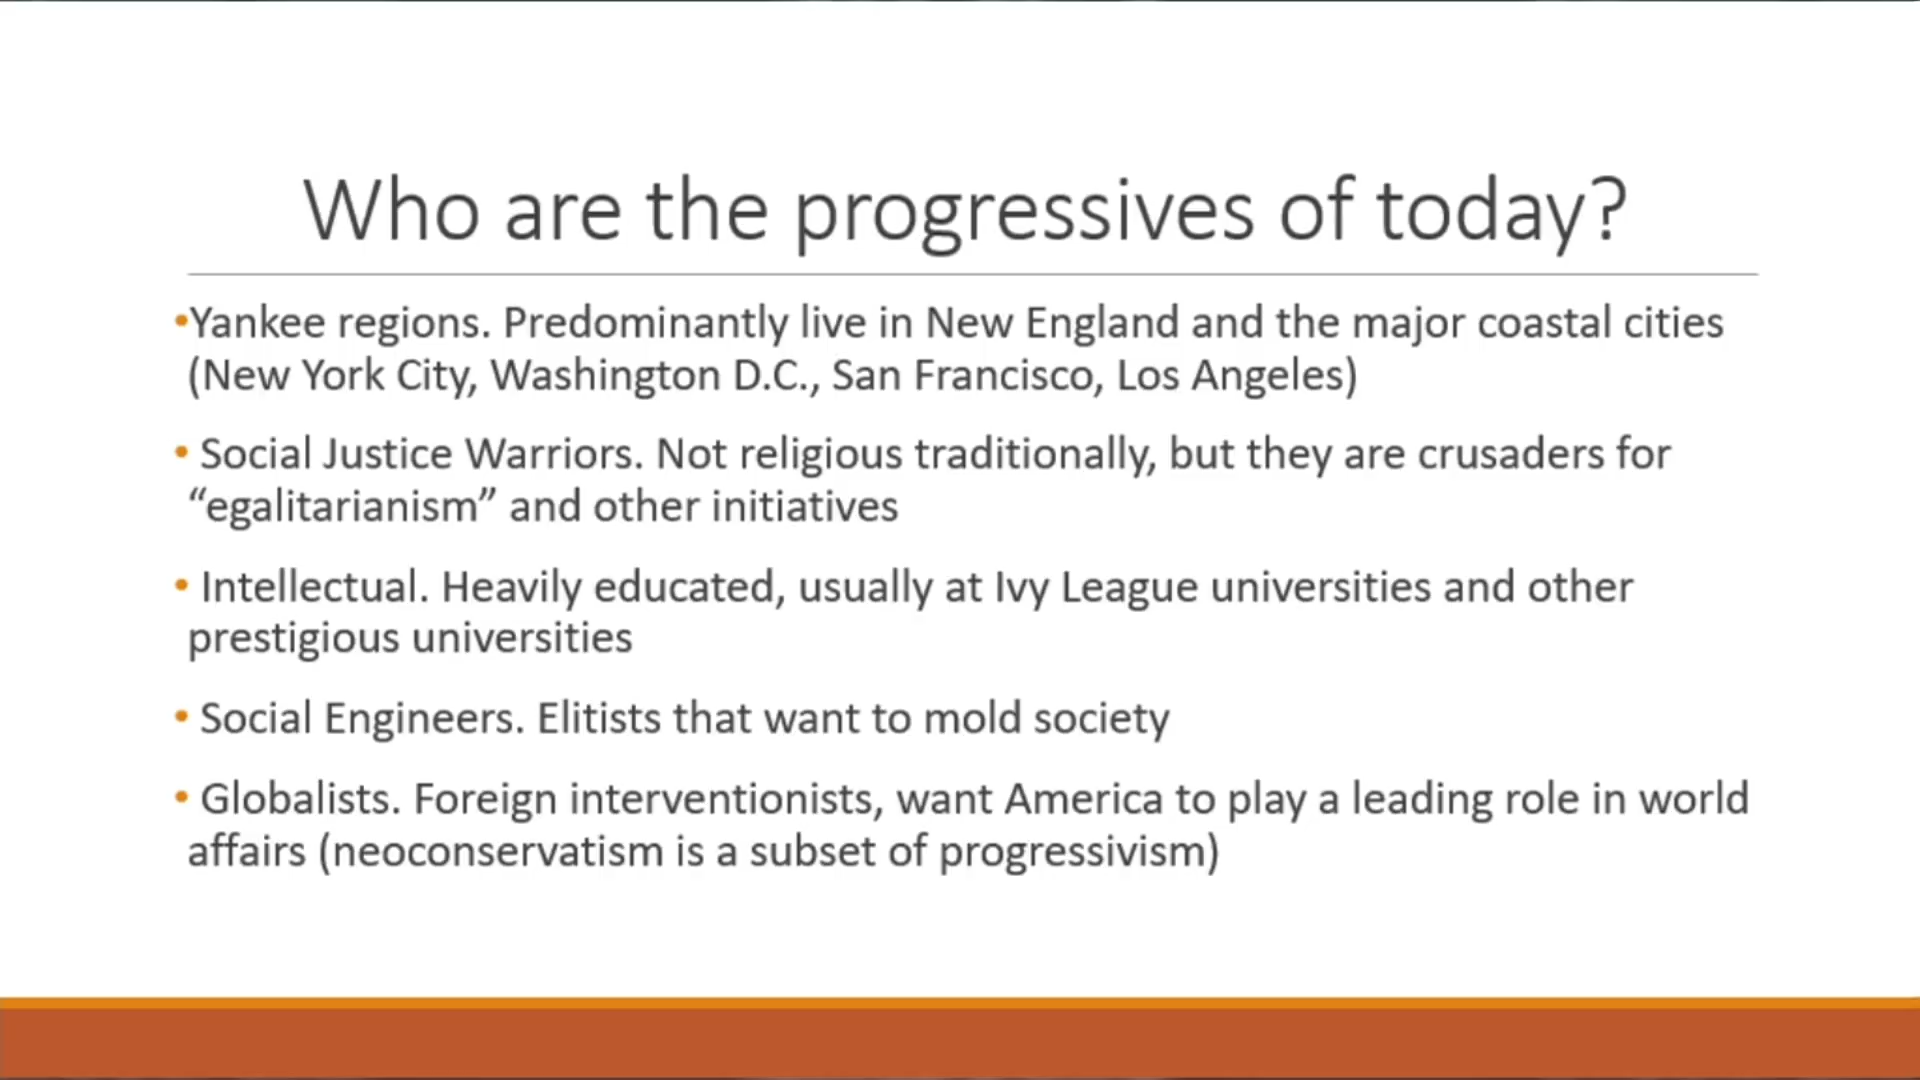 Who are the progressives of today?
•Yankee regions. Predominantly live in New England and the major coastal cities
(New York City, Washington D.C., San Francisco, Los Angeles)
• Social Justice Warriors. Not religious traditionally, but they are crusaders for
“egalitarianism” and other initiatives
• Intellectual. Heavily educated, usually at Ivy League universities and other
prestigious universities
• Social Engineers. Elitists that want to mold society
• Globalists. Foreign interventionists, want America to play a leading role in world
affairs (neoconservatism is a subset of progressivism)